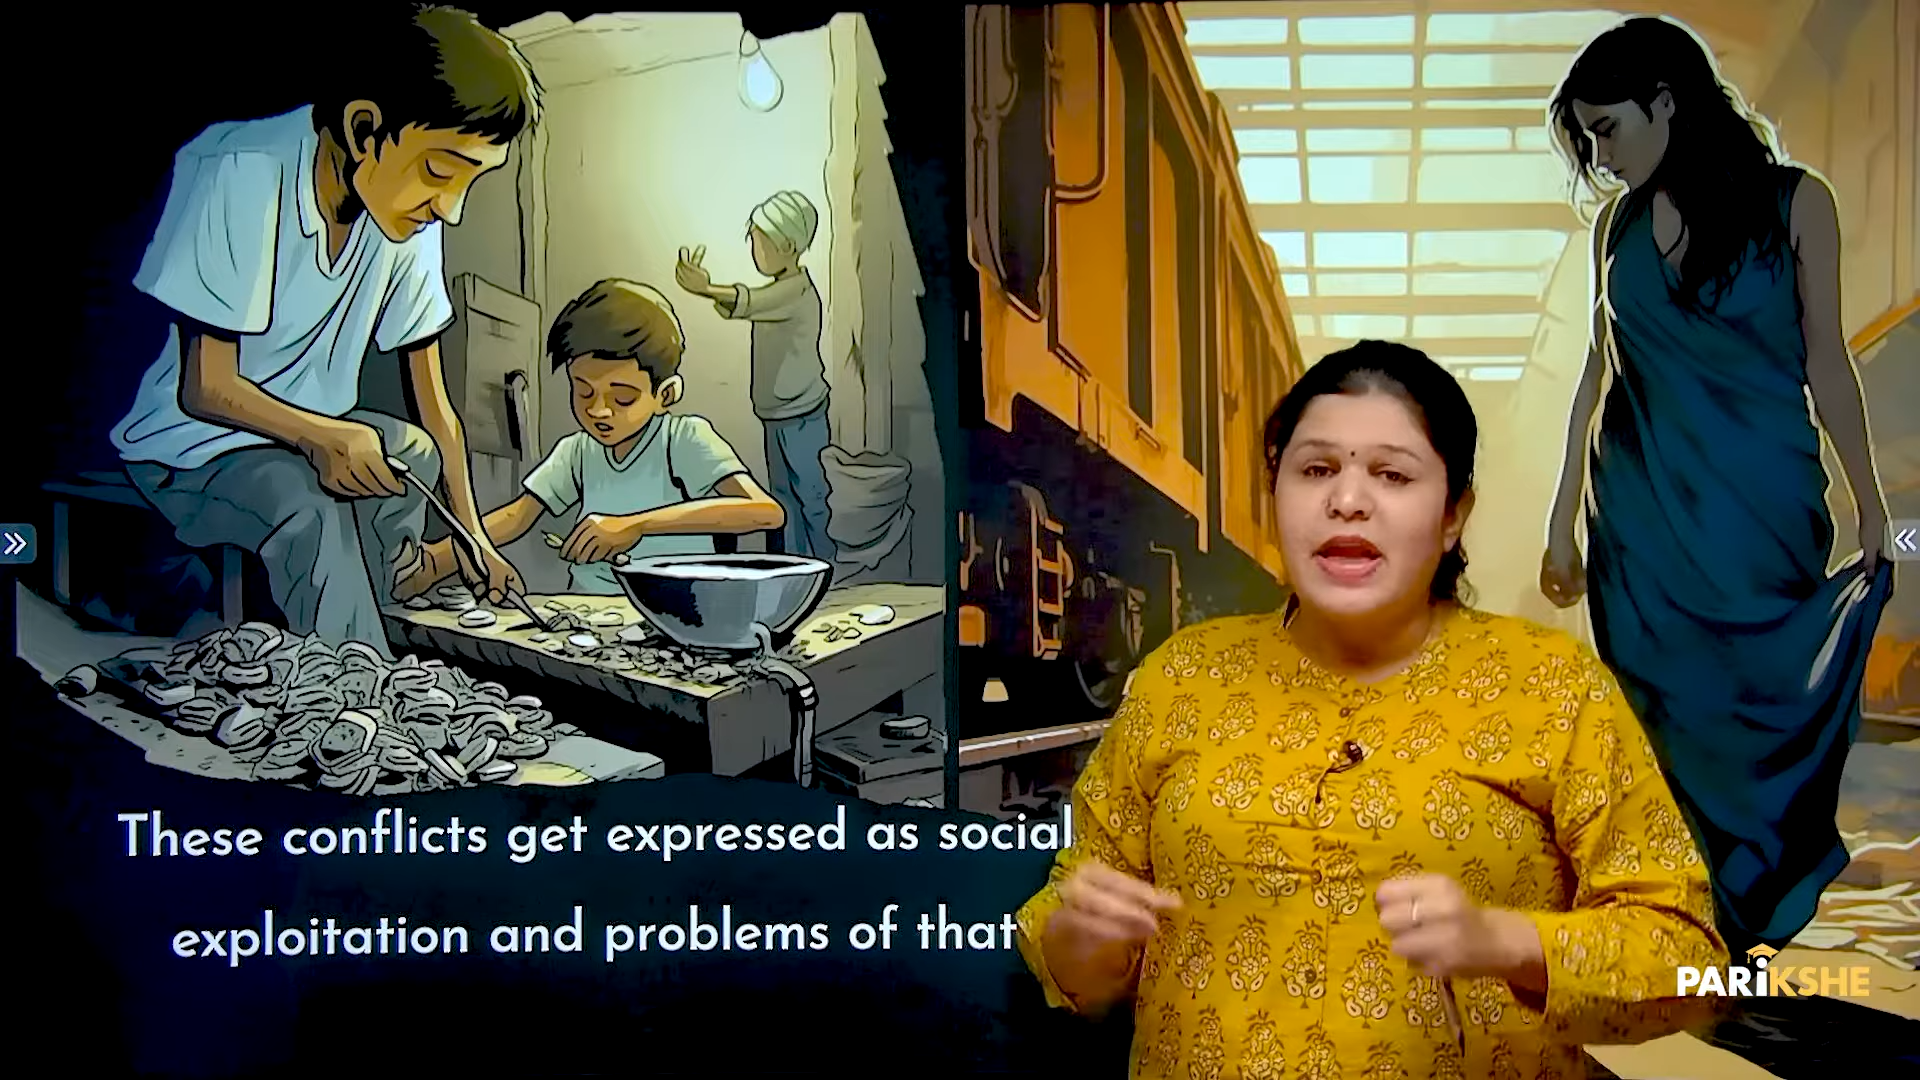 These conflicts get expressed as social
exploitation and problems of that
PARiKSHE